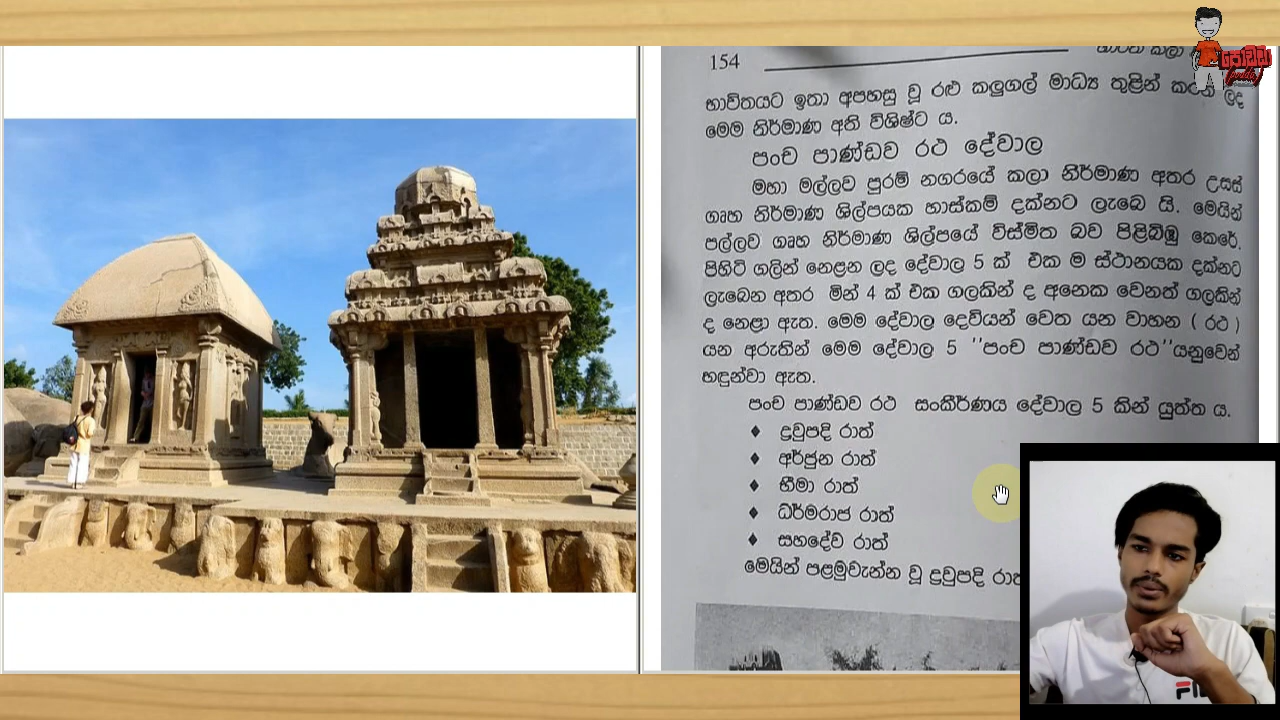 154
භාවිතයට ඉතා අපහසු වූ රළු කලුගල් මාධ්‍ය තුළින් කරන ලද
මෙම නිර්මාණ අති විශිෂ්ට ය.
පංච පාණ්ඩව රථ දේවාල
මහා මල්ලව පුරම් නගරයේ කලා නිර්මාණ අතර උසස්
ගෘහ නිර්මාණ ශිල්පයක හාස්කම් දක්නට ලැබෙ යි. මෙයින්
පල්ලව ගෘහ නිර්මාණ ශිල්පයේ විස්මිත බව පිළිබිඹු කෙරේ.
පිහිටි ගලින් නෙළන ලද දේවාල 5 ක් එක ම ස්ථානයක දක්නට
ලැබෙන අතර මින් 4 ක් එක ගලකින් ද අනෙක වෙනත් ගලකින්
ද නෙළා ඇත. මෙම දේවාල දෙවියන් වෙත යන වාහන ( රථ )
යන අරුතින් මෙම දේවාල 5 "පංච පාණ්ඩව රථ"යනුවෙන්
හඳුන්වා ඇත.
පංච පාණ්ඩව රථ සංකීර්ණය දේවාල 5 කින් යුත්ත ය.
♦ ද්‍රවුපදි රාත්
♦ අර්ජුන රාත්
♦ භීමා රාත්
♦ ධර්මරාජ රාත්
♦ සහදේව රාත්
මෙයින් පළමුවැන්න වූ ද්‍රවුපදි
පොඩ්ඩා